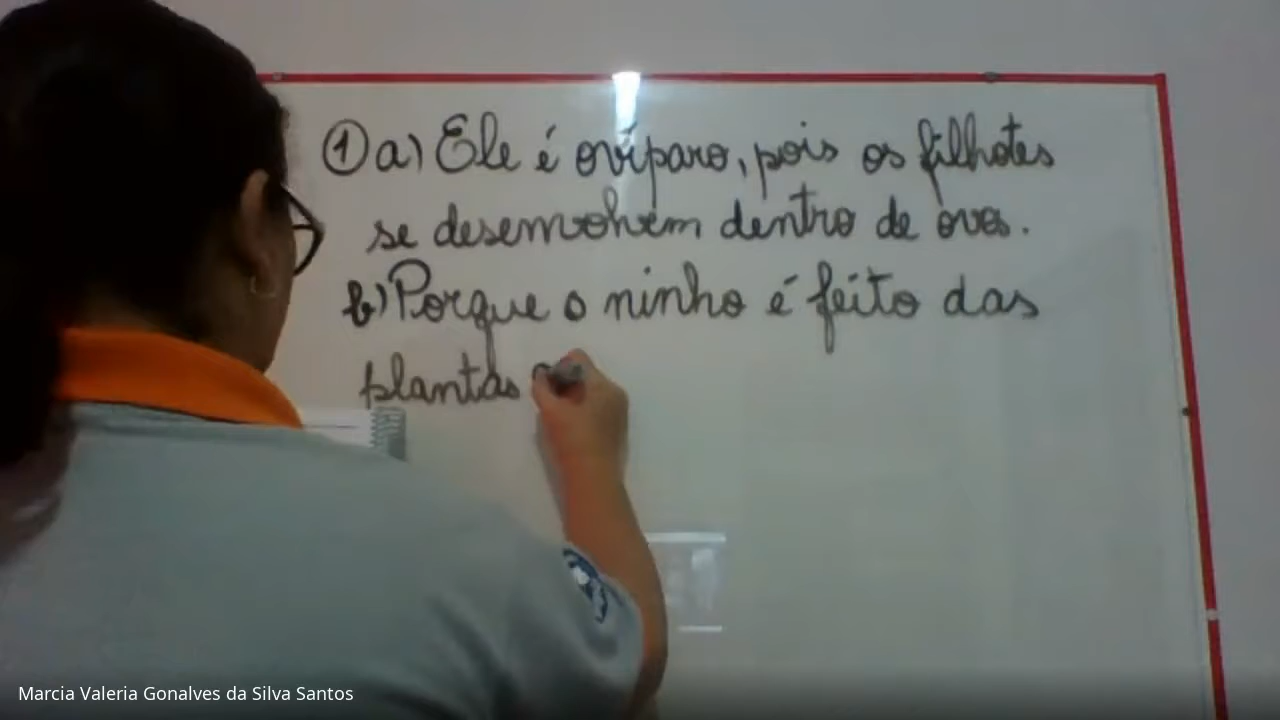 ① a) Ele é ovíparo, pois os filhotes
se desenvolvem dentro de ovos.
b) Porque o ninho é feito das
plantas
Marcia Valeria Gonalves da Silva Santos